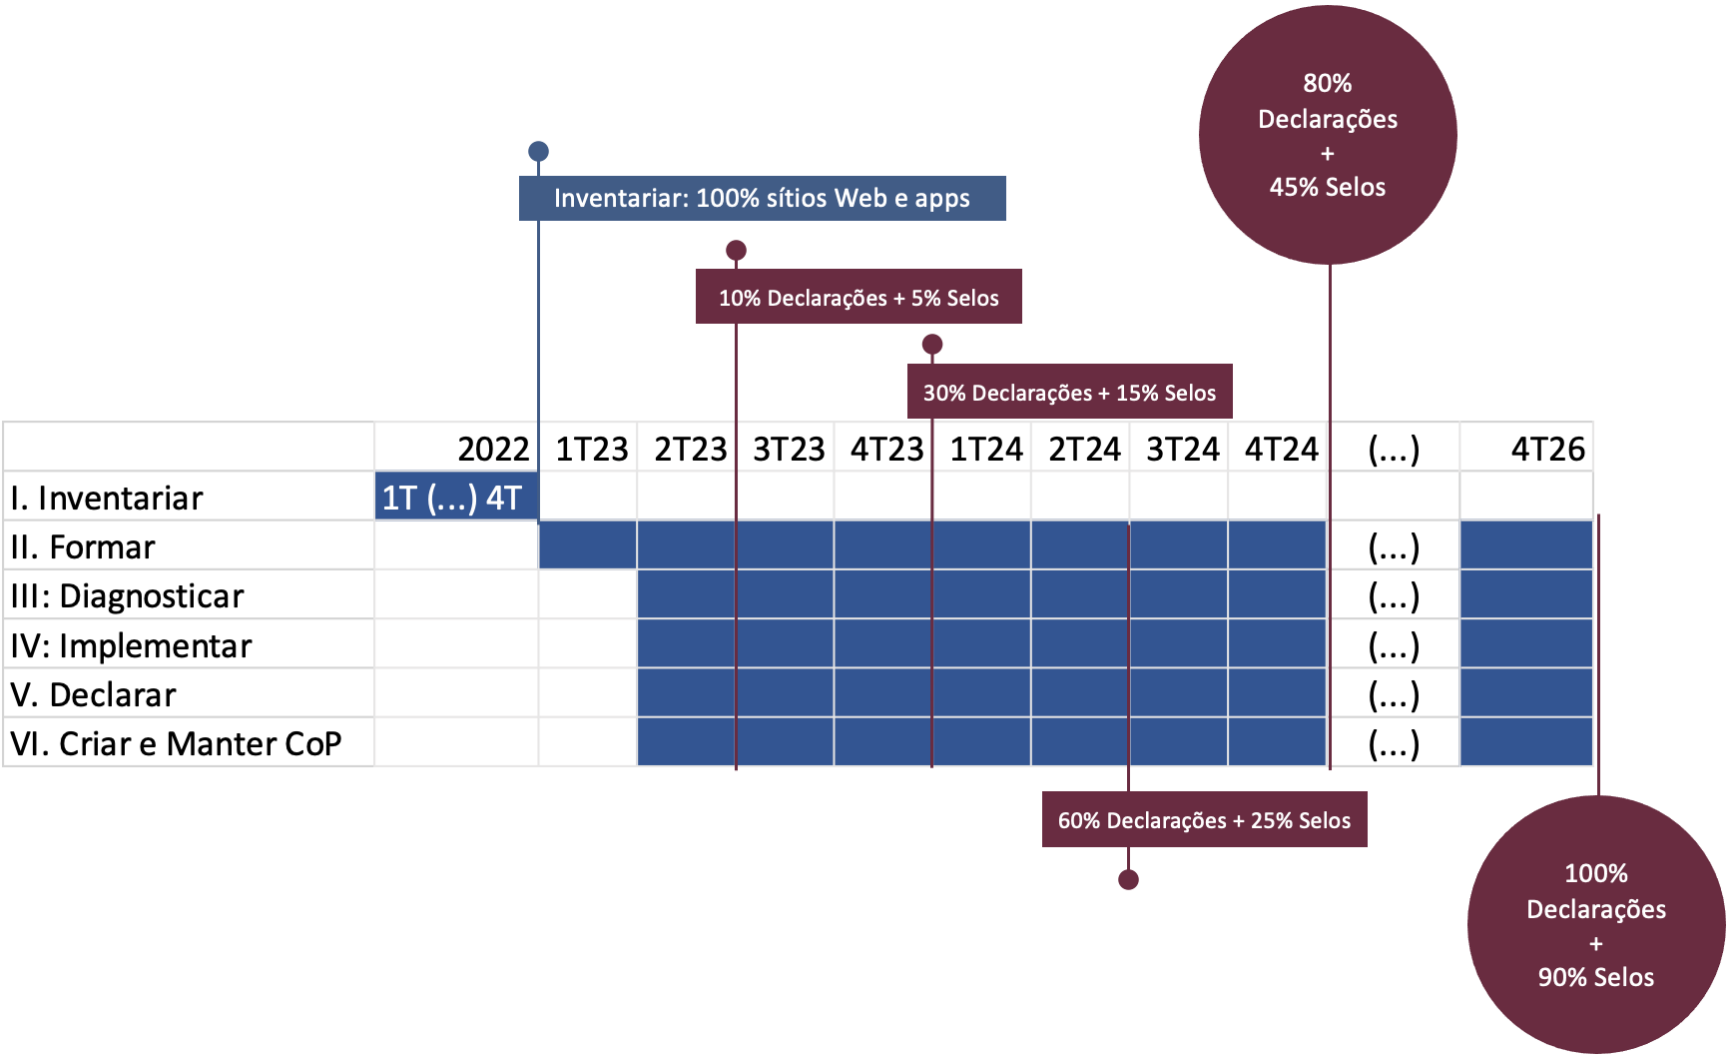 80%
Declarações
+
45% Selos
Inventariar: 100% sítios Web e apps
10% Declarações + 5% Selos
30% Declarações + 15% Selos
2022 1T23 2T23 3T23 4T23 1T24 2T24 3T24 4T24 (...) 4T26
I. Inventariar 1T (...) 4T
II. Formar (...)
III: Diagnosticar (...)
IV: Implementar (...)
V. Declarar (...)
VI. Criar e Manter CoP (...)
60% Declarações + 25% Selos
100%
Declarações
+
90% Selos